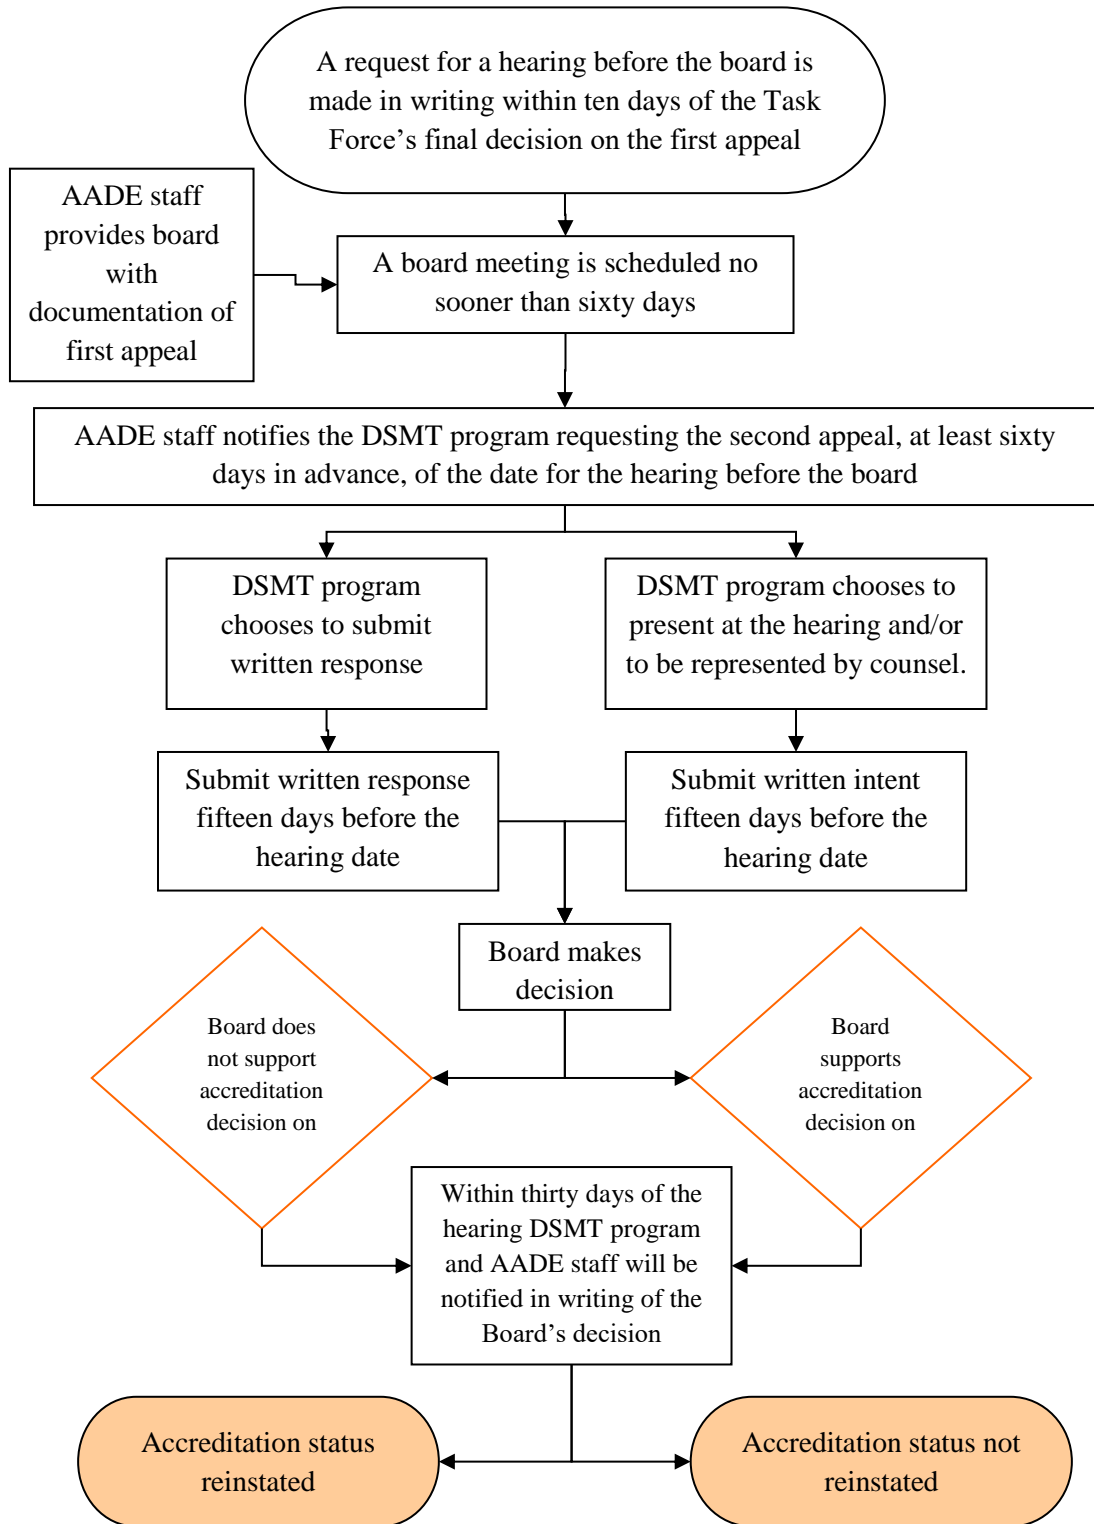 A request for a hearing before the board is
made in writing within ten days of the Task
Force’s final decision on the first appeal
AADE staff
provides board
with
documentation of
first appeal
A board meeting is scheduled no
sooner than sixty days
AADE staff notifies the DSMT program requesting the second appeal, at least sixty
days in advance, of the date for the hearing before the board
DSMT program
chooses to submit
written response
DSMT program chooses to
present at the hearing and/or
to be represented by counsel.
Submit written response
fifteen days before the
hearing date
Submit written intent
fifteen days before the
hearing date
Board makes
decision
Board does
not support
accreditation
decision on
Board
supports
accreditation
decision on
Within thirty days of the
hearing DSMT program
and AADE staff will be
notified in writing of the
Board’s decision
Accreditation status
reinstated
Accreditation status not
reinstated